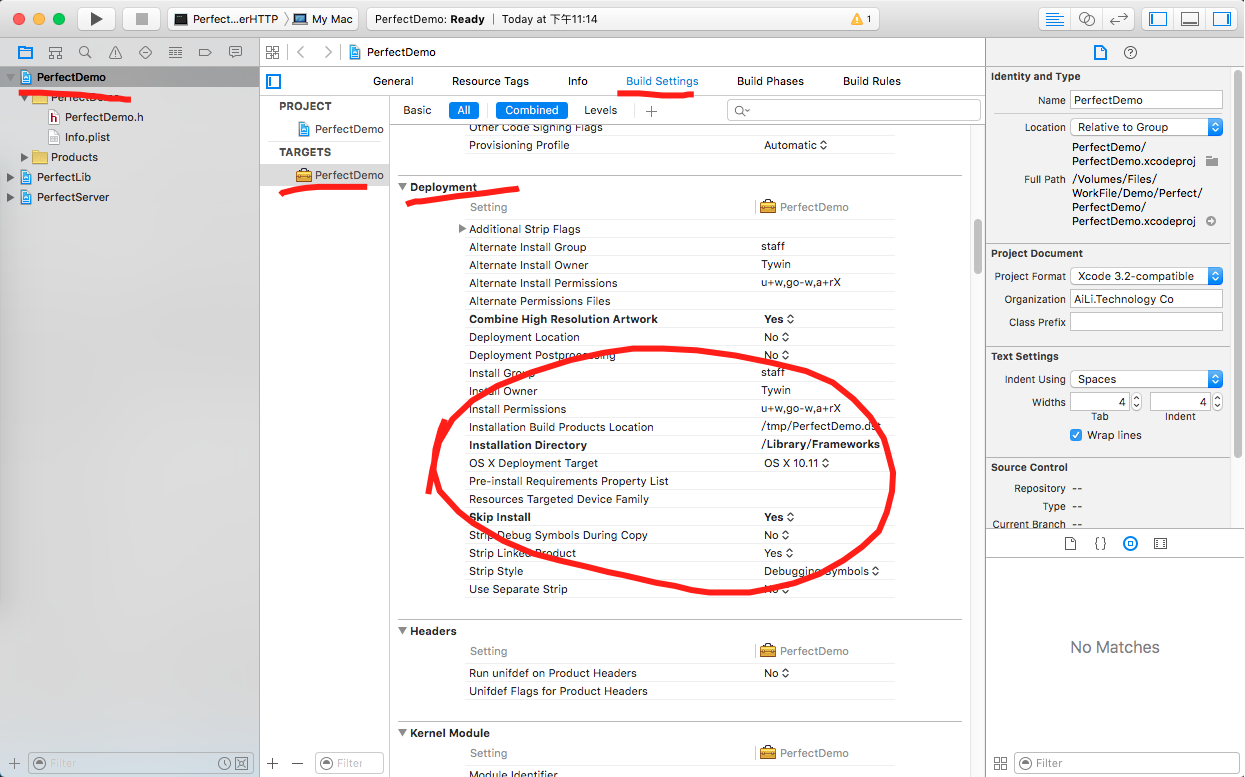 Perfect...erHTTP My Mac
PerfectDemo: Ready | Today at 下午11:14
1
PerfectDemo
PerfectDemo
PerfectDemo.h
Info.plist
Products
PerfectLib
PerfectServer
Filter
PerfectDemo
General Resource Tags Info Build Settings Build Phases Build Rules
PROJECT
PerfectDemo
TARGETS
PerfectDemo
Filter
Basic All Combined Levels
Other Code Signing Flags
Provisioning Profile Automatic
Deployment
Setting PerfectDemo
Additional Strip Flags
Alternate Install Group staff
Alternate Install Owner Tywin
Alternate Install Permissions u+w,go-w,a+rX
Alternate Permissions Files
Combine High Resolution Artwork Yes
Deployment Location No
Deployment Postprocessing No
Install Group staff
Install Owner Tywin
Install Permissions u+w,go-w,a+rX
Installation Build Products Location /tmp/PerfectDemo.dst
Installation Directory /Library/Frameworks
OS X Deployment Target OS X 10.11
Pre-install Requirements Property List
Resources Targeted Device Family
Skip Install Yes
Strip Debug Symbols During Copy No
Strip Linked Product Yes
Strip Style Debugging Symbols
Use Separate Strip No
Headers
Setting PerfectDemo
Run unifdef on Product Headers No
Unifdef Flags for Product Headers
Kernel Module
Setting PerfectDemo
Module Identifier
Identity and Type
Name PerfectDemo
Location Relative to Group
PerfectDemo/
PerfectDemo.xcodeproj
Full Path /Volumes/Files/
WorkFile/Demo/Perfect/
PerfectDemo/
PerfectDemo.xcodeproj
Project Document
Project Format Xcode 3.2-compatible
Organization AiLi.Technology Co
Class Prefix
Text Settings
Indent Using Spaces
Widths 4 4
Tab Indent
Wrap lines
Source Control
Repository --
Type --
Current Branch --
No Matches
Filter